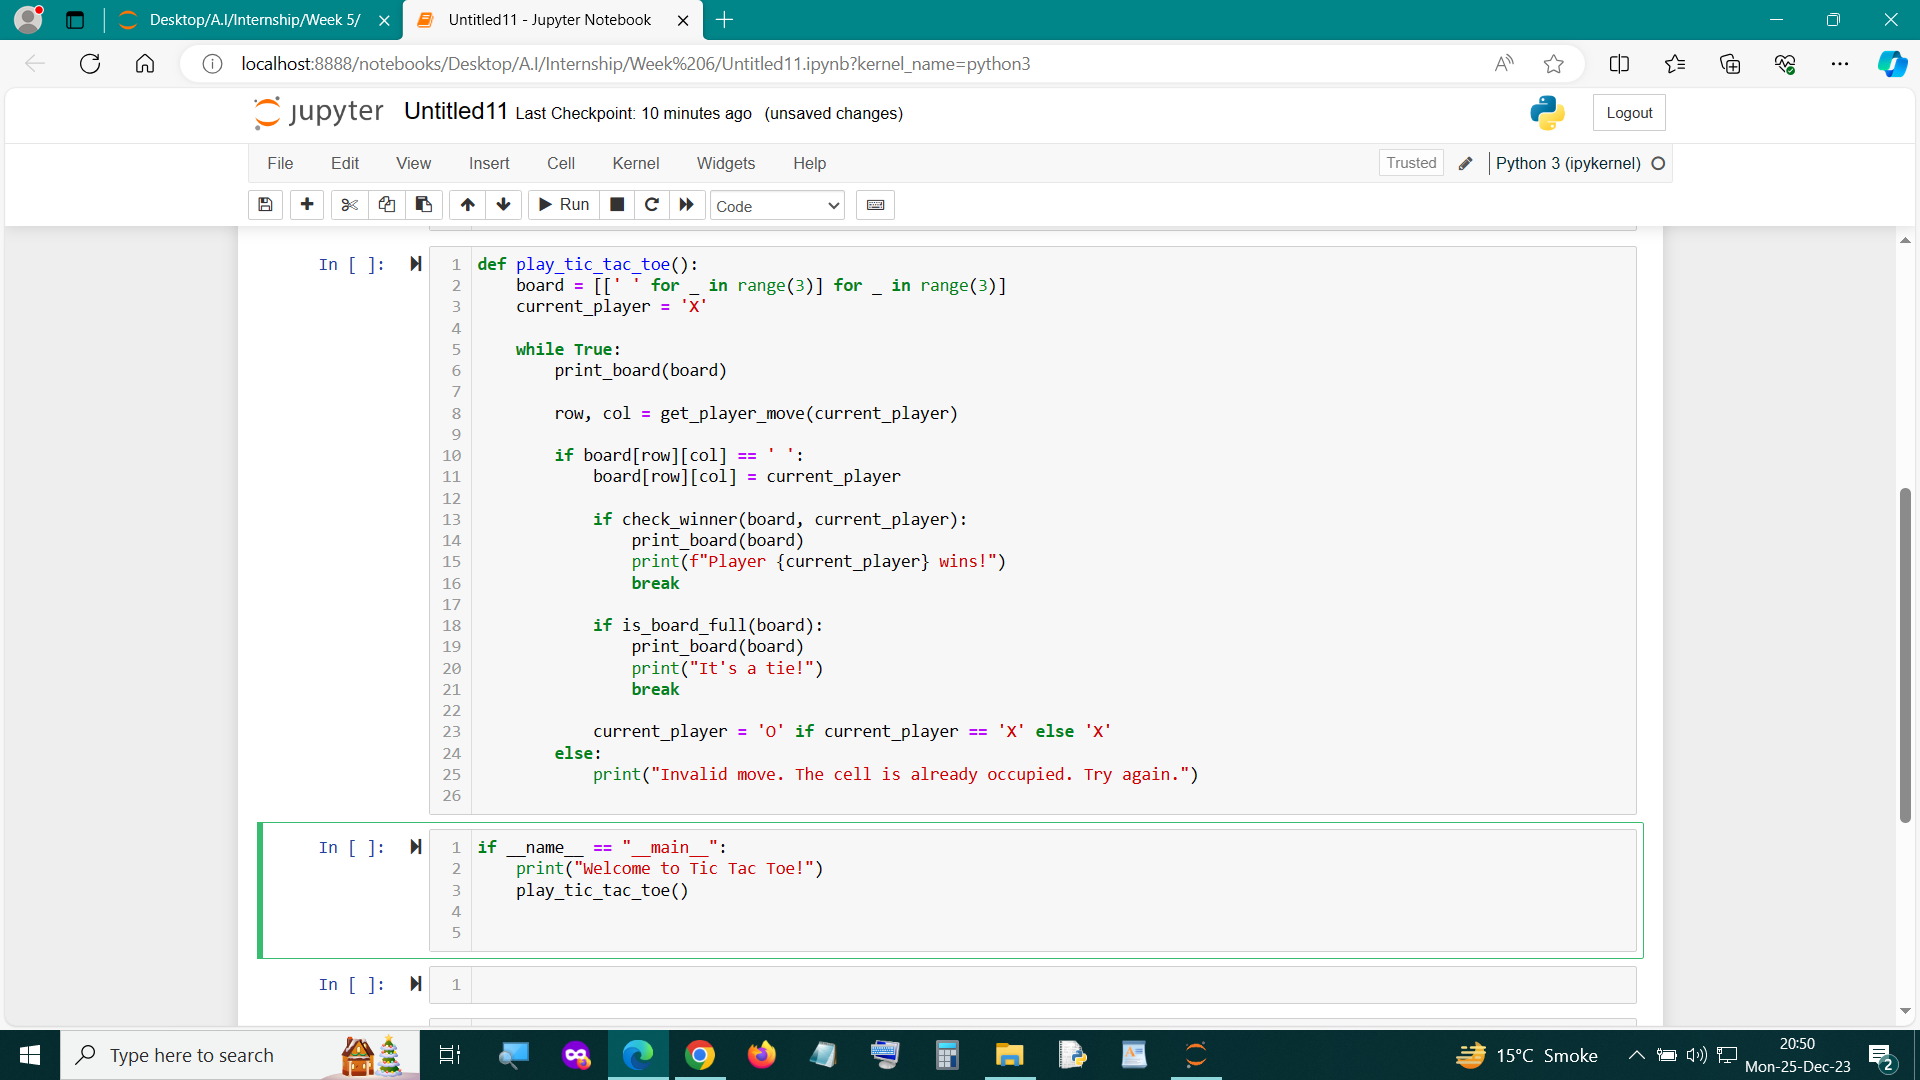 Desktop/A.I/Internship/Week 5/
Untitled11 - Jupyter Notebook
localhost:8888/notebooks/Desktop/A.I/Internship/Week%206/Untitled11.ipynb?kernel_name=python3
jupyter Untitled11 Last Checkpoint: 10 minutes ago (unsaved changes)
Logout
File Edit View Insert Cell Kernel Widgets Help
Trusted
Python 3 (ipykernel)
Run
Code
In [ ]:
1 def play_tic_tac_toe():
2     board = [[' ' for _ in range(3)] for _ in range(3)]
3     current_player = 'X'
4
5     while True:
6         print_board(board)
7
8         row, col = get_player_move(current_player)
9
10         if board[row][col] == ' ':
11             board[row][col] = current_player
12
13             if check_winner(board, current_player):
14                 print_board(board)
15                 print(f"Player {current_player} wins!")
16                 break
17
18             if is_board_full(board):
19                 print_board(board)
20                 print("It's a tie!")
21                 break
22
23             current_player = 'O' if current_player == 'X' else 'X'
24         else:
25             print("Invalid move. The cell is already occupied. Try again.")
26
In [ ]:
1 if __name__ == "__main__":
2     print("Welcome to Tic Tac Toe!")
3     play_tic_tac_toe()
4
5
In [ ]:
1
Type here to search
15°C Smoke
20:50
Mon-25-Dec-23
2